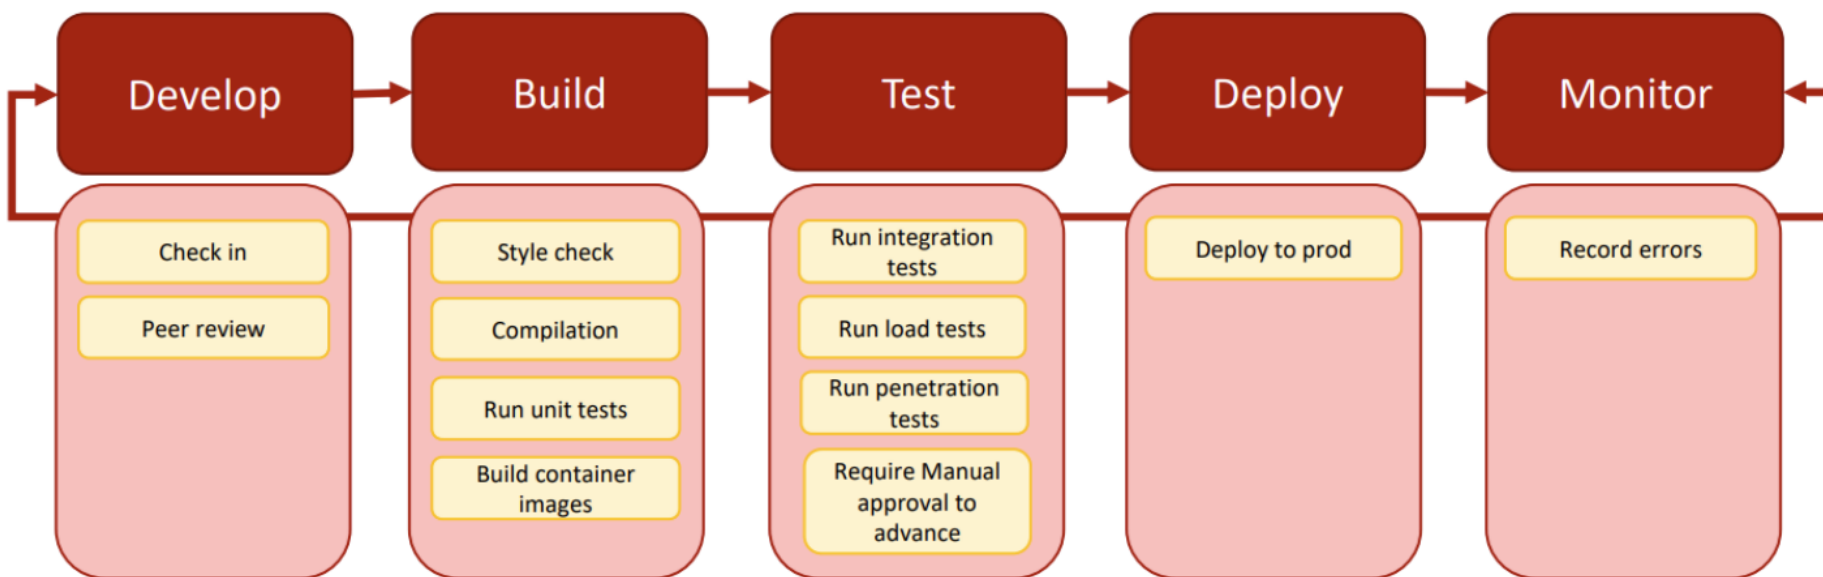 Develop
Build
Test
Deploy
Monitor
Check in
Peer review
Style check
Compilation
Run unit tests
Build container
images
Run integration
tests
Run load tests
Run penetration
tests
Require Manual
approval to
advance
Deploy to prod
Record errors